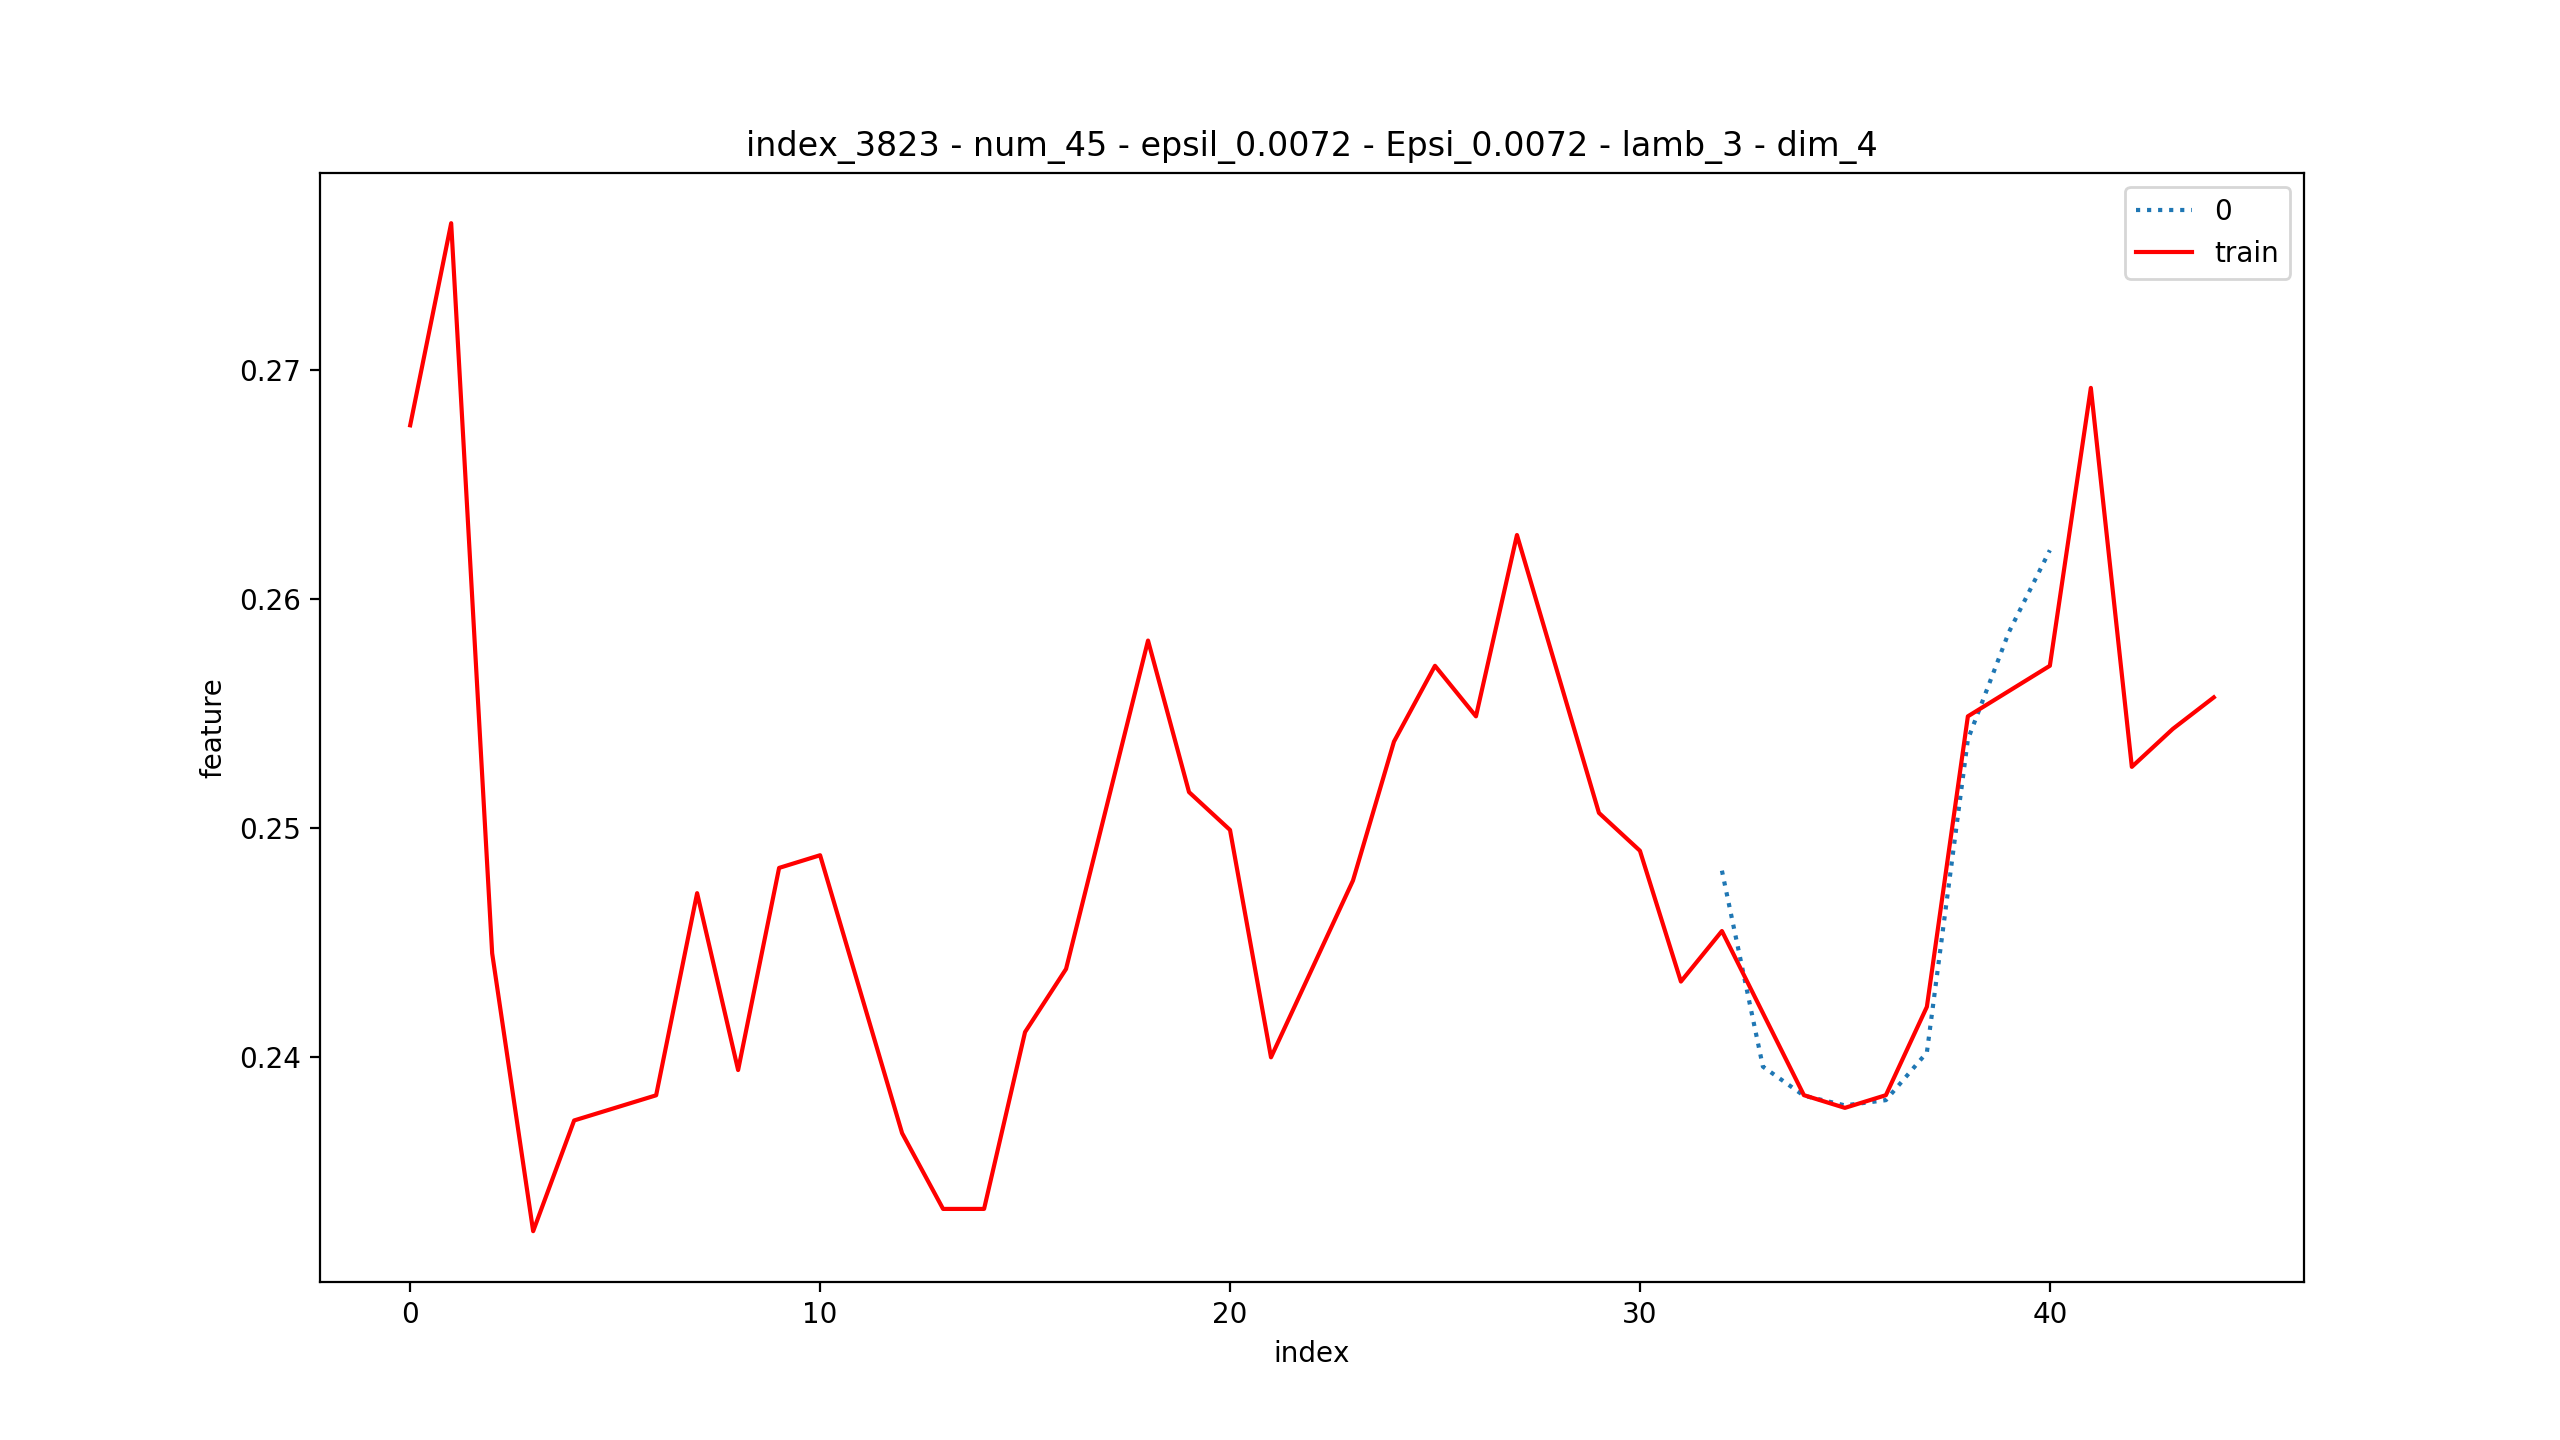 index_3823 - num_45 - epsil_0.0072 - Epsi_0.0072 - lamb_3 - dim_4
0
train
0.27
0.26
0.25
0.24
feature
0 10 20 30 40
index